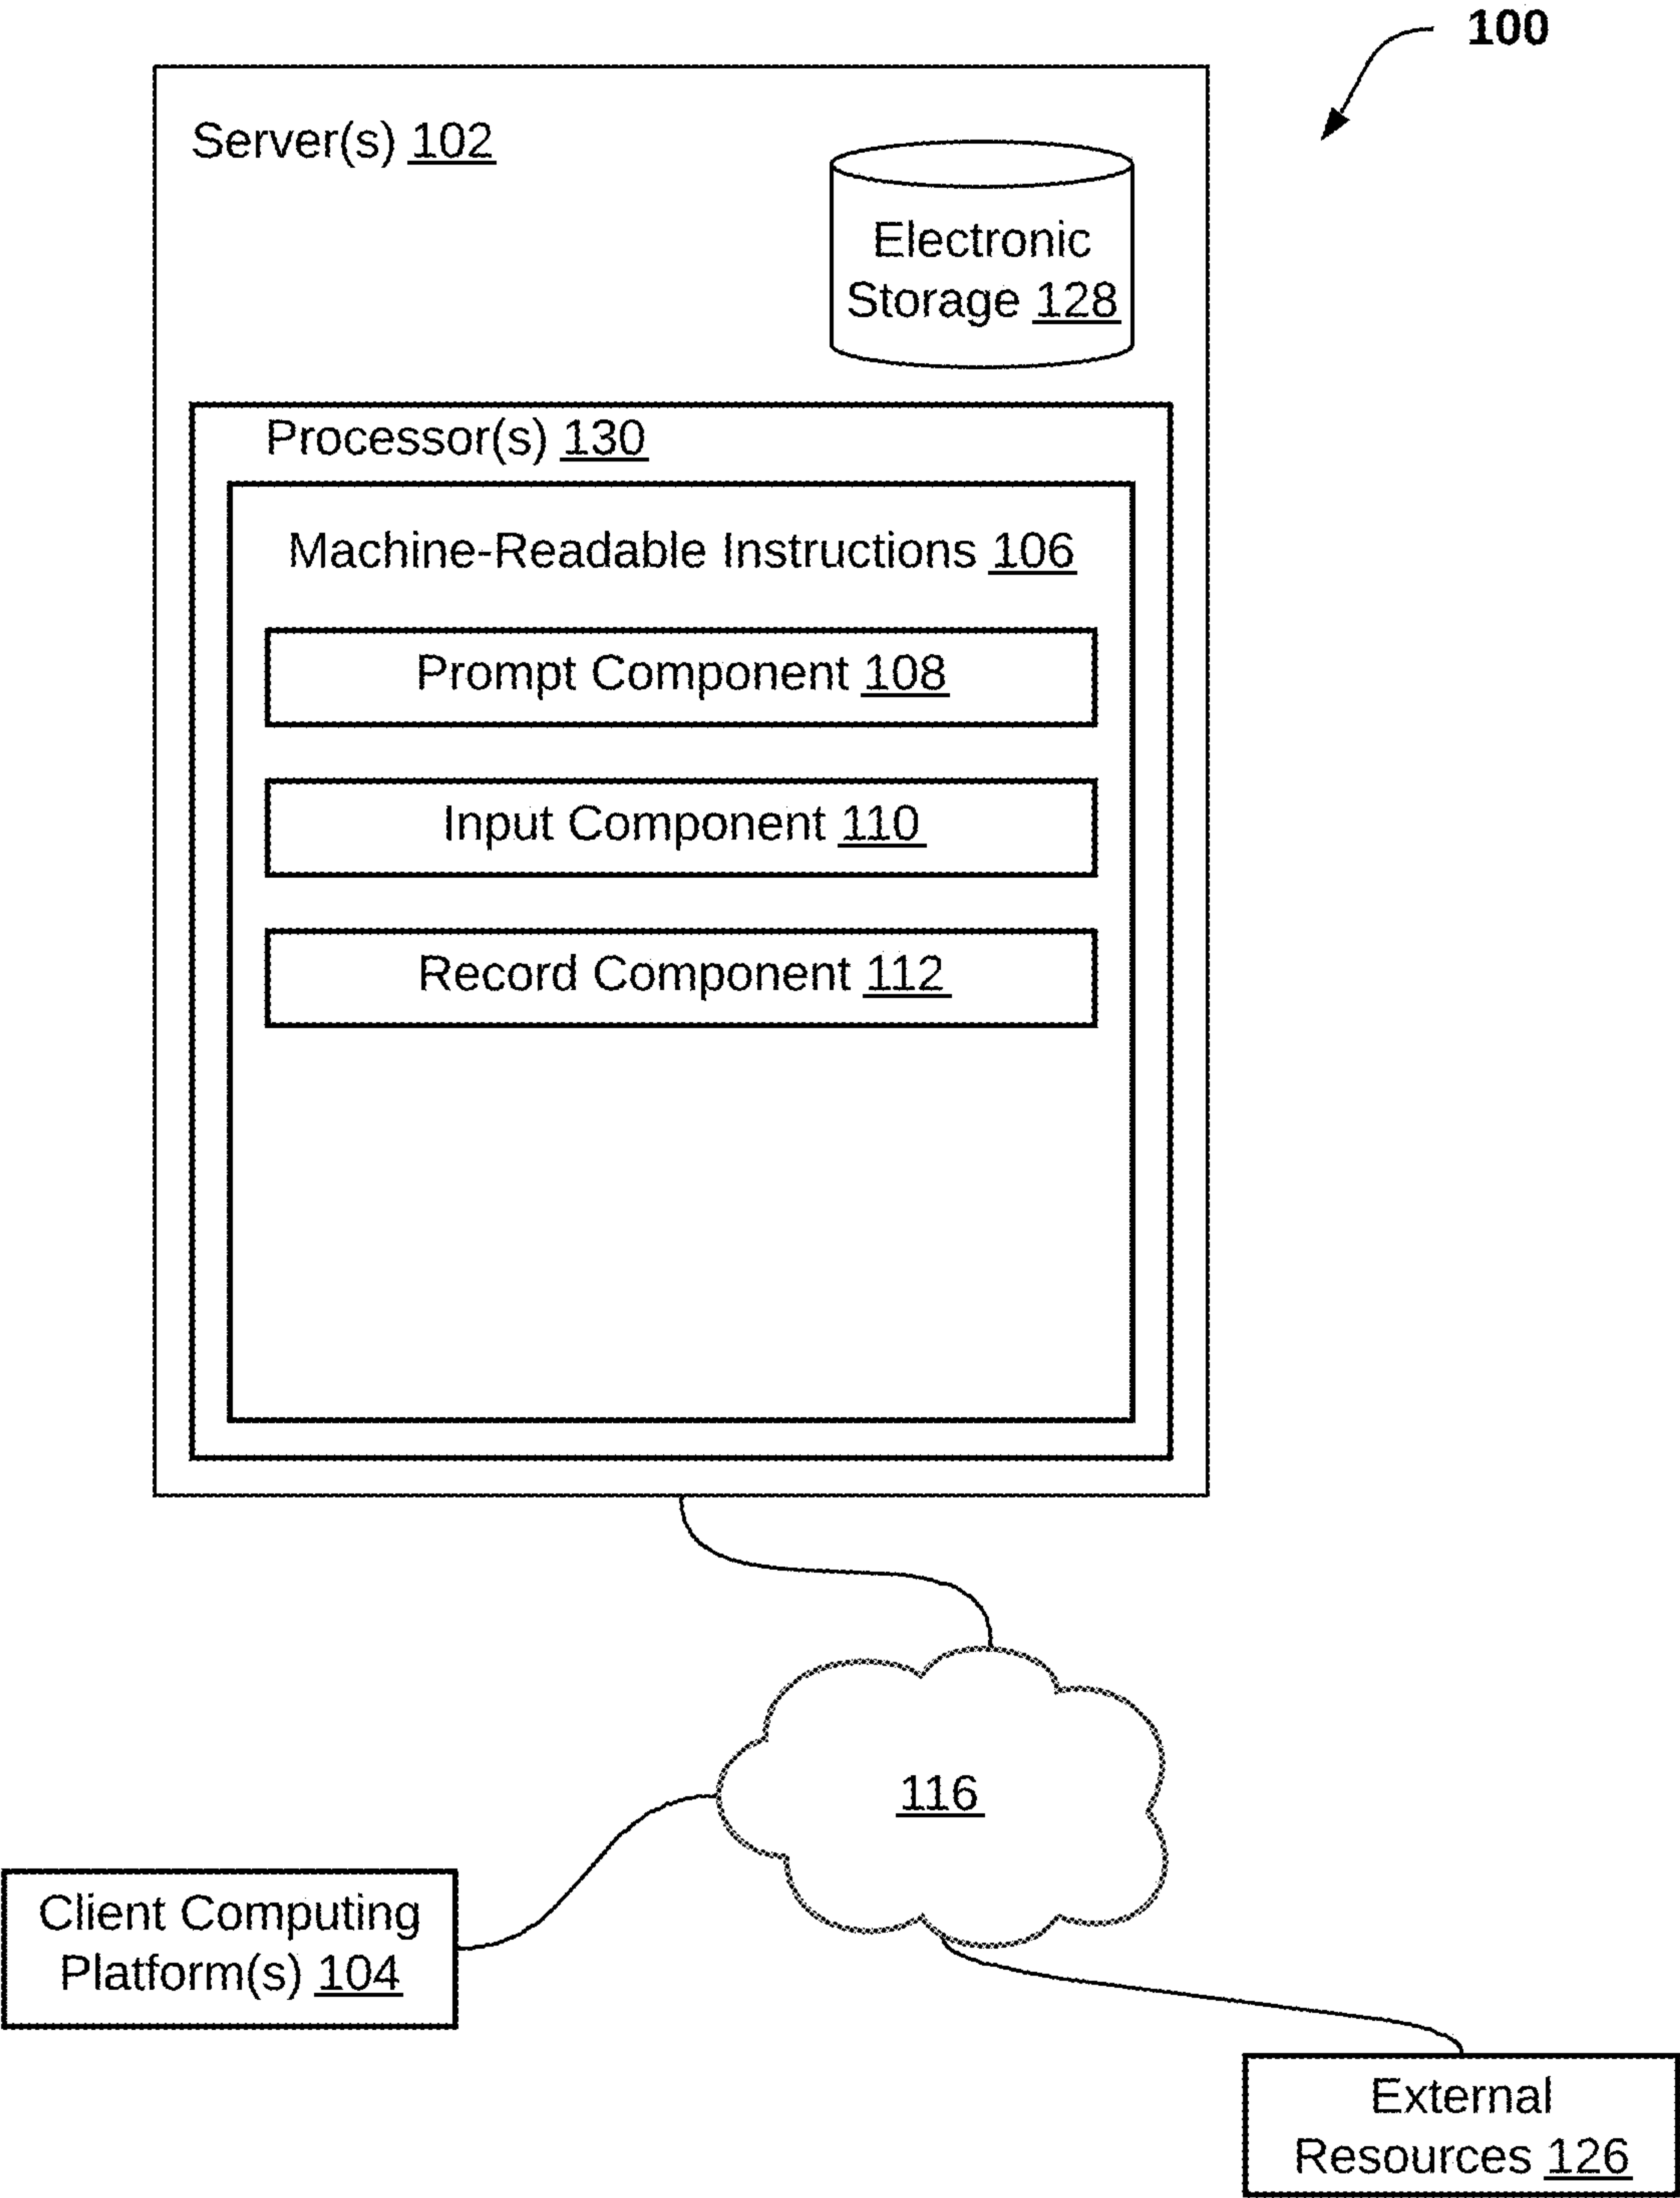 100
Server(s) 102
Electronic
Storage 128
Processor(s) 130
Machine-Readable Instructions 106
Prompt Component 108
Input Component 110
Record Component 112
116
Client Computing
Platform(s) 104
External
Resources 126